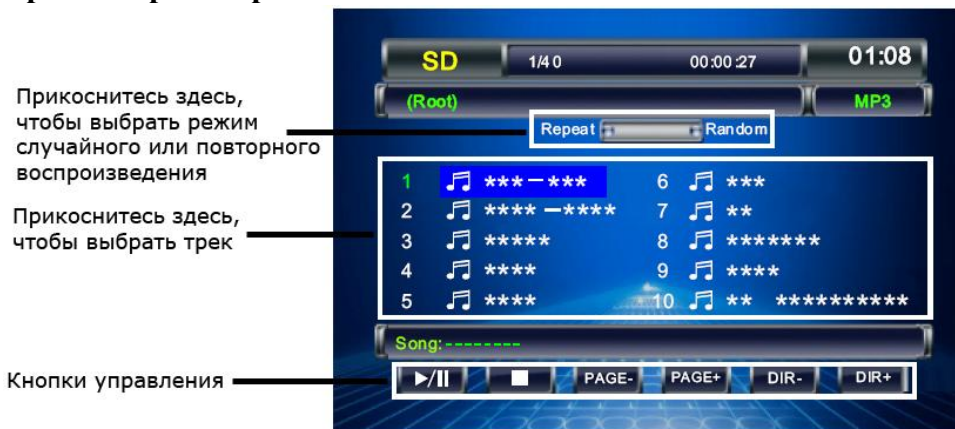 SD 1/40 00:00:27 01:08
(Root) MP3
Repeat Random
Прикоснитесь здесь,
чтобы выбрать режим
случайного или повторного
воспроизведения
Прикоснитесь здесь,
чтобы выбрать трек
1 ***—*** 6 ***
2 **** —**** 7 **
3 ***** 8 *******
4 **** 9 ****
5 **** 10 ** **********
Song:--------
Кнопки управления
▶/II ■ PAGE- PAGE+ DIR- DIR+